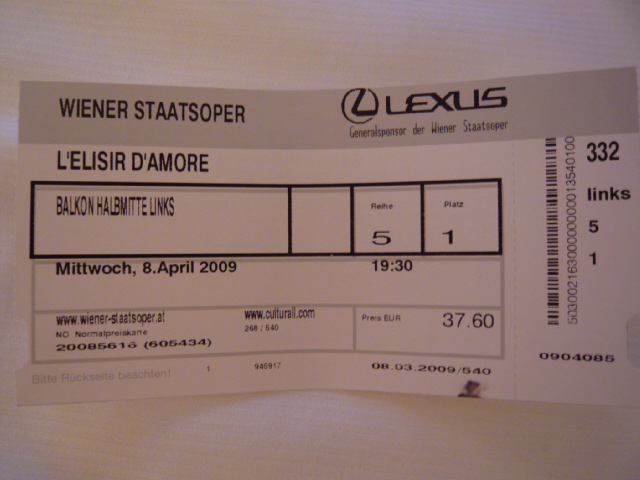 WIENER STAATSOPER
LEXUS
Generalsponsor der Wiener Staatsoper
L'ELISIR D'AMORE
BALKON HALBMITTE LINKS
Reihe
5
Platz
1
Mittwoch, 8.April 2009
19:30
www.wiener-staatsoper.at
www.culturall.com
NO Normalpreiskarte
268 / 540
20085616 (605434)
Preis EUR
37.60
Bitte Rückseite beachten!
1
945917
08.03.2009/540
332
links
5
1
0904085